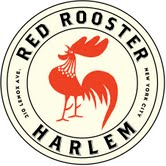 RED ROOSTER
310 LENOX AVE.
NEW YORK CITY
HARLEM